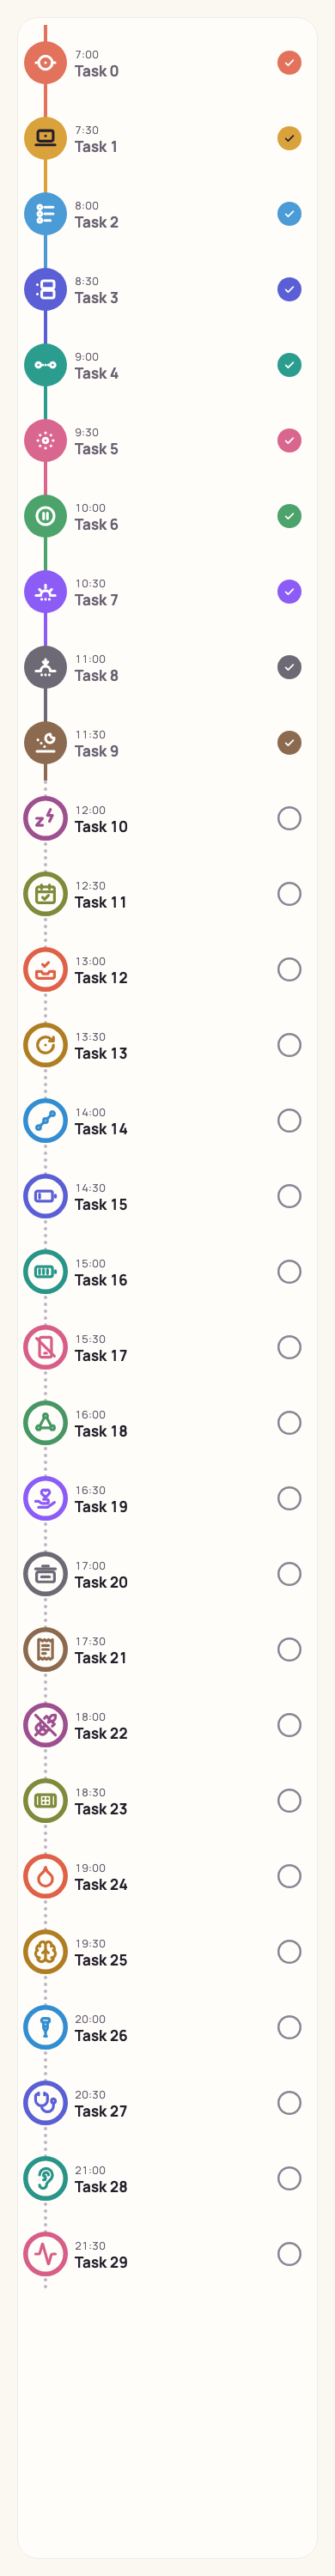 7:00
Task 0
7:30
Task 1
8:00
Task 2
8:30
Task 3
9:00
Task 4
9:30
Task 5
10:00
Task 6
10:30
Task 7
11:00
Task 8
11:30
Task 9
12:00
Task 10
12:30
Task 11
13:00
Task 12
13:30
Task 13
14:00
Task 14
14:30
Task 15
15:00
Task 16
15:30
Task 17
16:00
Task 18
16:30
Task 19
17:00
Task 20
17:30
Task 21
18:00
Task 22
18:30
Task 23
19:00
Task 24
19:30
Task 25
20:00
Task 26
20:30
Task 27
21:00
Task 28
21:30
Task 29